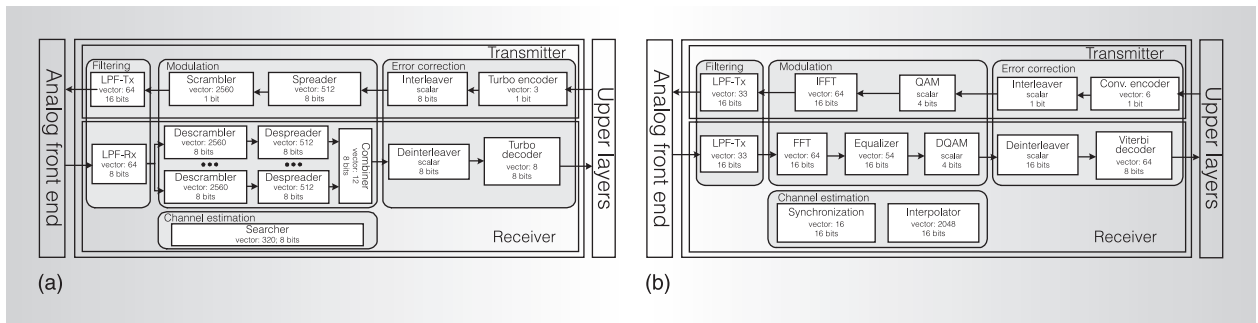 Analog front end
Transmitter
Filtering
LPF-Tx
vector: 64
16 bits
Modulation
Scrambler
vector: 2560
1 bit
Spreader
vector: 512
8 bits
Error correction
Interleaver
scalar
8 bits
Turbo encoder
vector: 3
1 bit
LPF-Rx
vector: 64
8 bits
Descrambler
vector: 2560
8 bits
Despreader
vector: 512
8 bits
•••
•••
Descrambler
vector: 2560
8 bits
Despreader
vector: 512
8 bits
Combiner
vector: 12
8 bits
Deinterleaver
scalar
8 bits
Turbo
decoder
vector: 8
8 bits
Channel estimation
Searcher
vector: 320; 8 bits
Receiver
Upper layers
(a)
Analog front end
Transmitter
Filtering
LPF-Tx
vector: 33
16 bits
Modulation
IFFT
vector: 64
16 bits
QAM
scalar
4 bits
Error correction
Interleaver
scalar
1 bit
Conv. encoder
vector: 6
1 bit
LPF-Tx
vector: 33
16 bits
FFT
vector: 64
16 bits
Equalizer
vector: 54
16 bits
DQAM
scalar
4 bits
Deinterleaver
scalar
16 bits
Viterbi
decoder
vector: 64
8 bits
Channel estimation
Synchronization
vector: 16
16 bits
Interpolator
vector: 2048
16 bits
Receiver
Upper layers
(b)